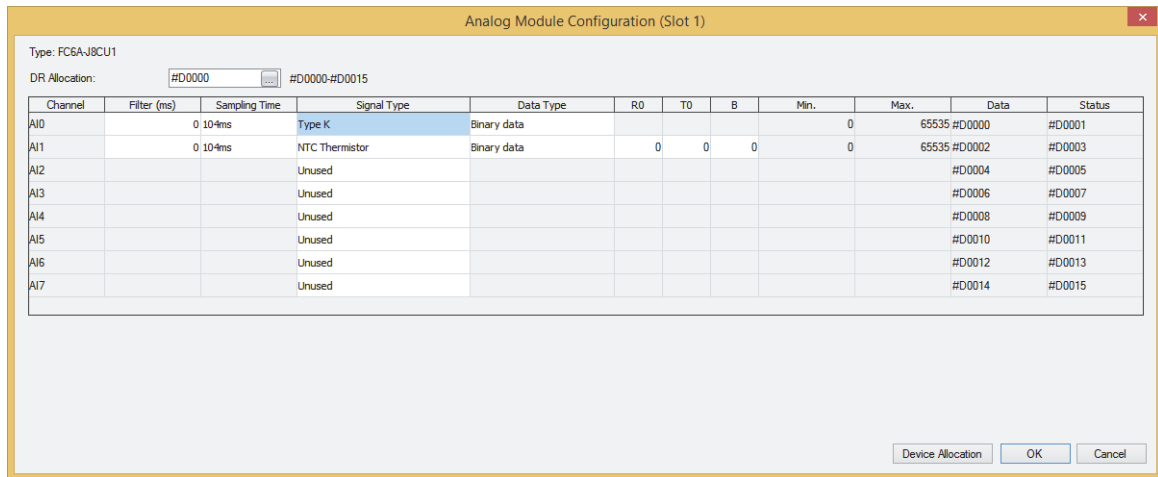 Analog Module Configuration (Slot 1)
Type: FC6A-J8CU1
DR Allocation: #D0000 ... #D0000-#D0015
Channel Filter (ms) Sampling Time Signal Type Data Type R0 T0 B Min. Max. Data Status
AI0 0 104ms Type K Binary data 0 65535 #D0000 #D0001
AI1 0 104ms NTC Thermistor Binary data 0 0 0 0 65535 #D0002 #D0003
AI2 Unused #D0004 #D0005
AI3 Unused #D0006 #D0007
AI4 Unused #D0008 #D0009
AI5 Unused #D0010 #D0011
AI6 Unused #D0012 #D0013
AI7 Unused #D0014 #D0015
Device Allocation OK Cancel